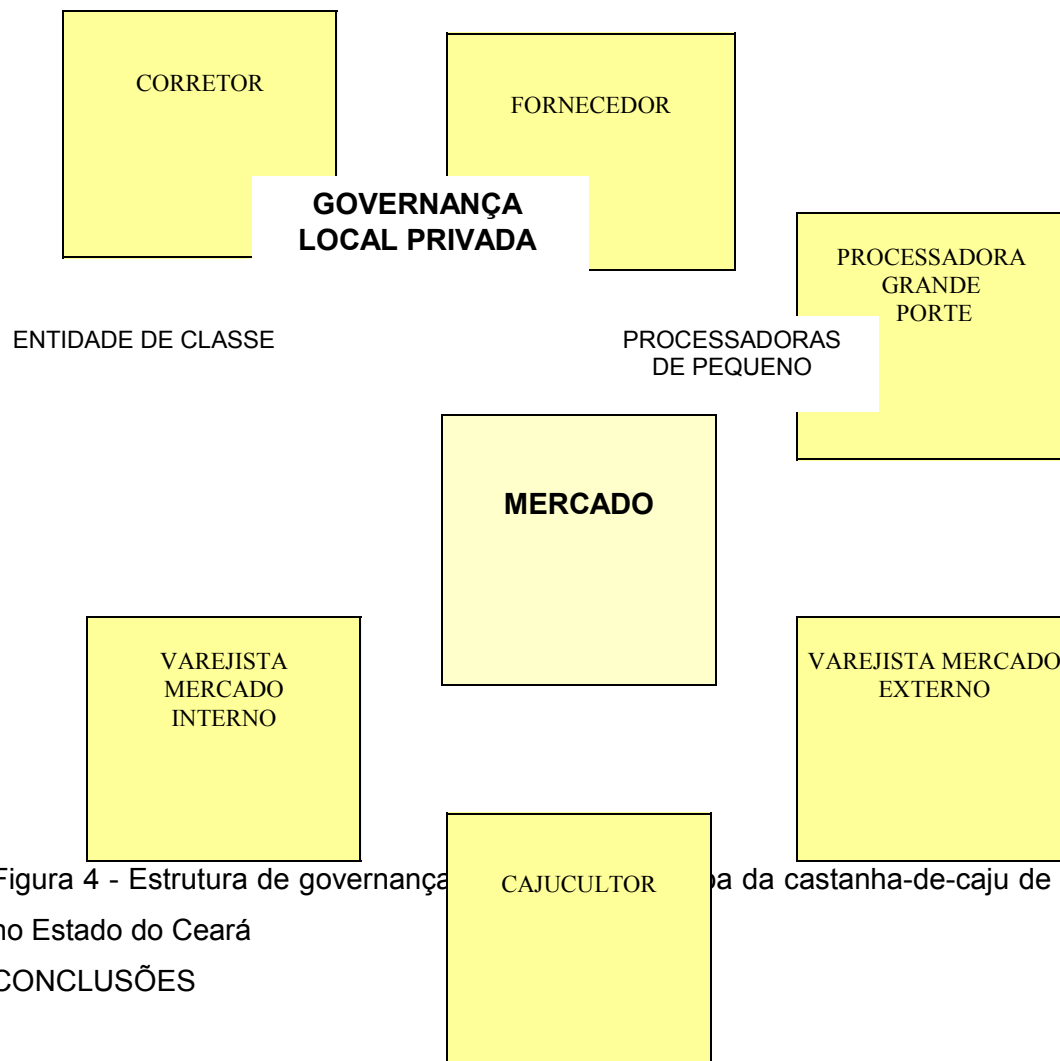 CORRETOR
FORNECEDOR
GOVERNANÇA
LOCAL PRIVADA
PROCESSADORA
GRANDE
PORTE
ENTIDADE DE CLASSE
PROCESSADORAS
DE PEQUENO
MERCADO
VAREJISTA
MERCADO
INTERNO
VAREJISTA MERCADO
EXTERNO
CAJUCULTOR
Figura 4 - Estrutura de governança da castanha-de-caju de
no Estado do Ceará
CONCLUSÕES